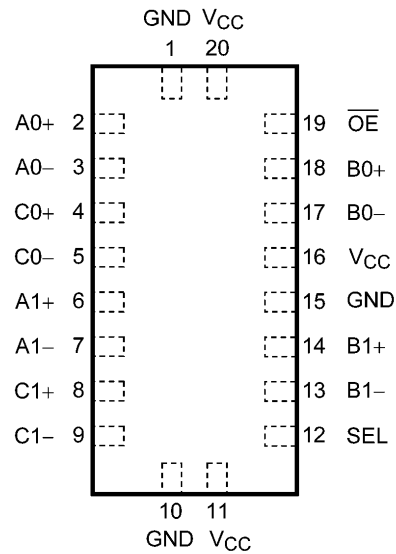 GND VCC
1 20
A0+ 2 19 OE
A0– 3 18 B0+
C0+ 4 17 B0–
C0– 5 16 VCC
A1+ 6 15 GND
A1– 7 14 B1+
C1+ 8 13 B1–
C1– 9 12 SEL
10 11
GND VCC